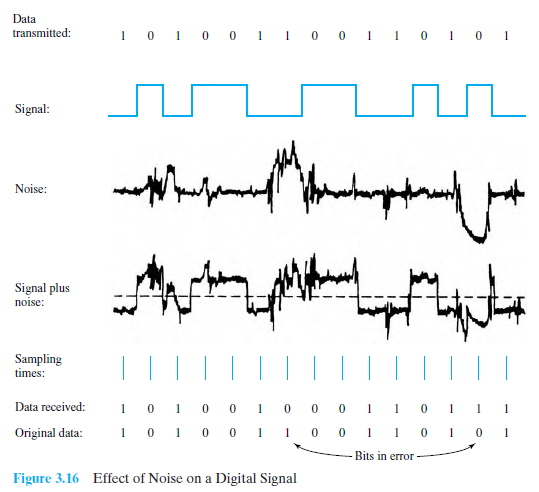 Data
transmitted: 1 0 1 0 0 1 1 0 0 1 1 0 1 0 1
Signal:
Noise:
Signal plus
noise:
Sampling
times:
Data received: 1 0 1 0 0 1 0 0 0 1 1 0 1 1 1
Original data: 1 0 1 0 0 1 1 0 0 1 1 0 1 0 1
Bits in error
Figure 3.16 Effect of Noise on a Digital Signal